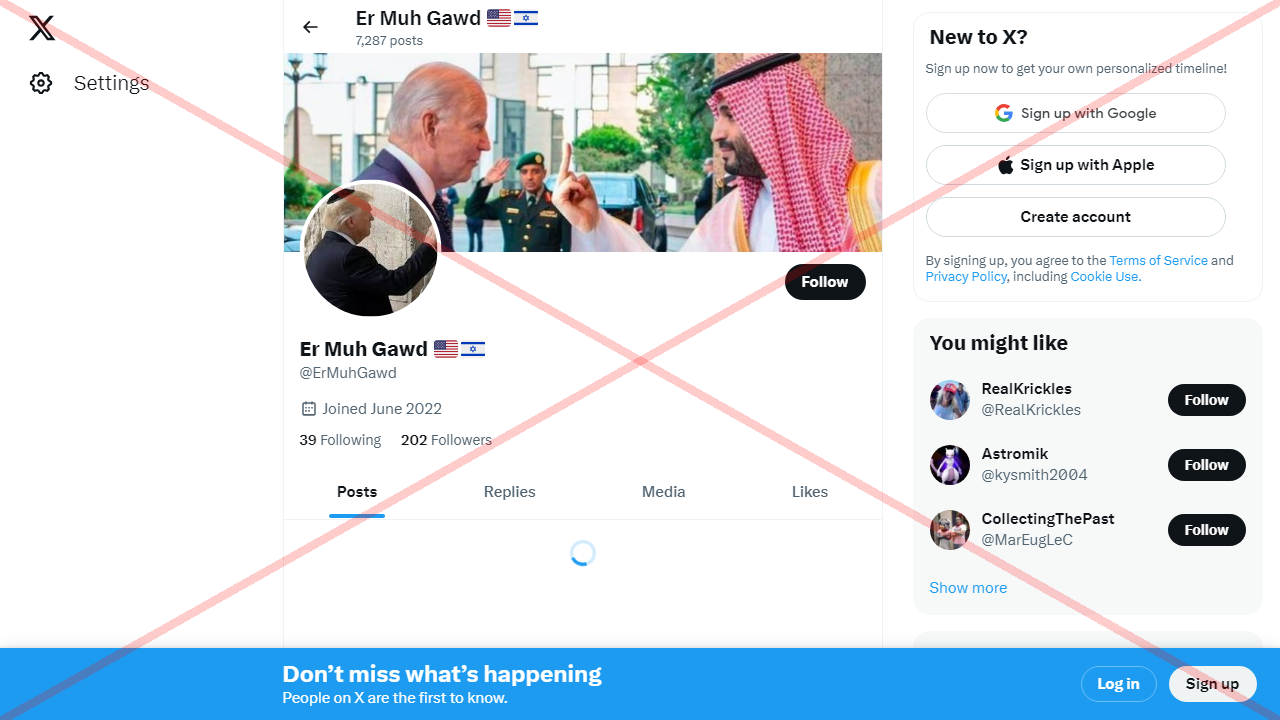 Settings
Er Muh Gawd 🇺🇸🇮🇱
7,287 posts
Follow
Er Muh Gawd 🇺🇸🇮🇱
@ErMuhGawd
Joined June 2022
39 Following 202 Followers
Posts Replies Media Likes
New to X?
Sign up now to get your own personalized timeline!
Sign up with Google
Sign up with Apple
Create account
By signing up, you agree to the Terms of Service and
Privacy Policy, including Cookie Use.
You might like
RealKrickles
@RealKrickles
Follow
Astromik
@kysmith2004
Follow
CollectingThePast
@MarEugLeC
Follow
Show more
Don’t miss what’s happening
People on X are the first to know.
Log in
Sign up